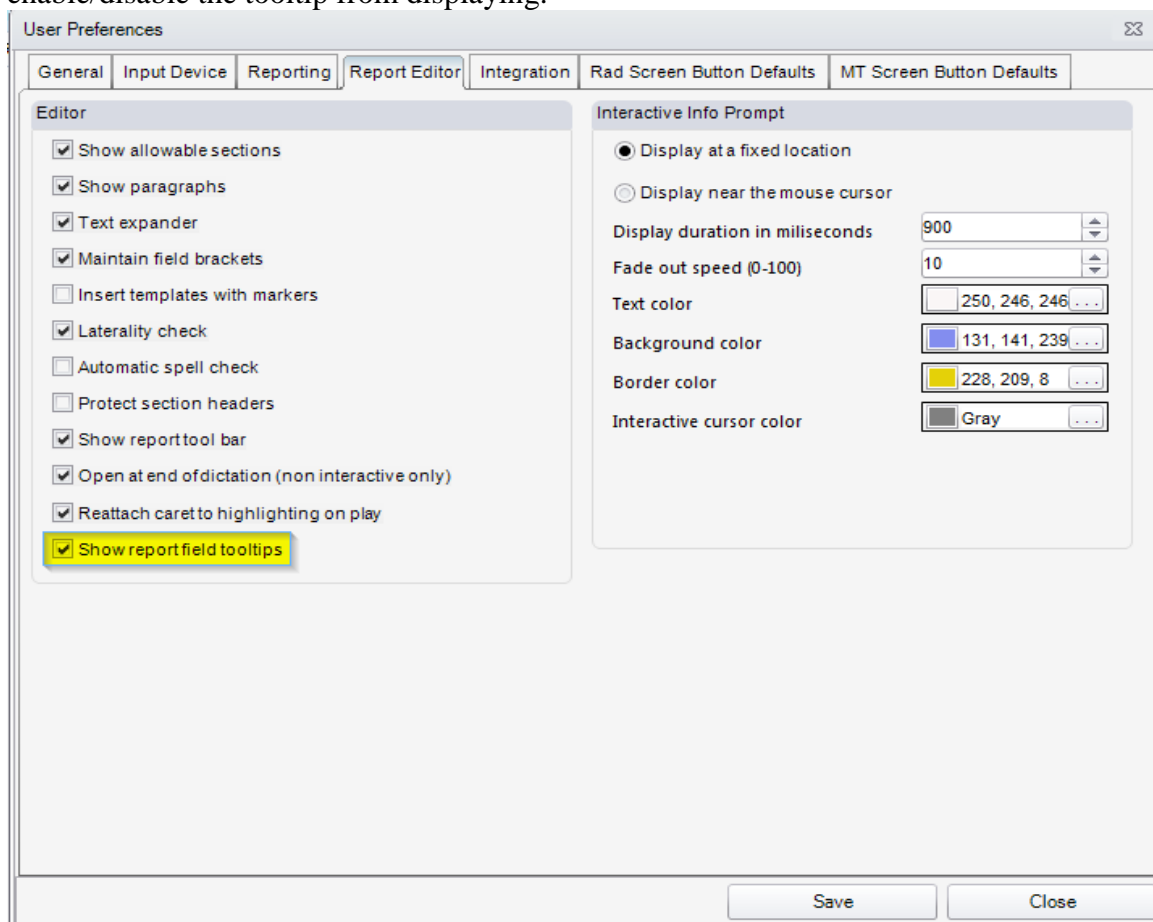 enable/disable the tooltip from displaying.
User Preferences
General Input Device Reporting Report Editor Integration Rad Screen Button Defaults MT Screen Button Defaults
Editor
Show allowable sections
Show paragraphs
Text expander
Maintain field brackets
Insert templates with markers
Laterality check
Automatic spell check
Protect section headers
Show report tool bar
Open at end of dictation (non interactive only)
Reattach caret to highlighting on play
Show report field tooltips
Interactive Info Prompt
Display at a fixed location
Display near the mouse cursor
Display duration in miliseconds 900
Fade out speed (0-100) 10
Text color 250, 246, 246 ...
Background color 131, 141, 239 ...
Border color 228, 209, 8 ...
Interactive cursor color Gray ...
Save Close